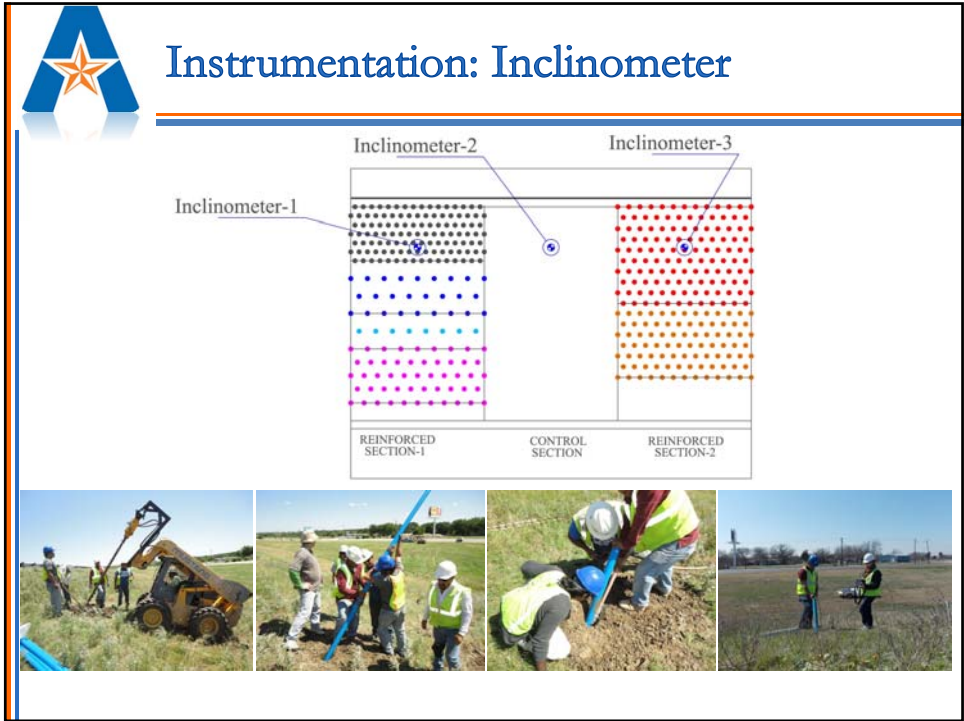 Instrumentation: Inclinometer
Inclinometer-2
Inclinometer-3
Inclinometer-1
REINFORCED
SECTION-1
CONTROL
SECTION
REINFORCED
SECTION-2